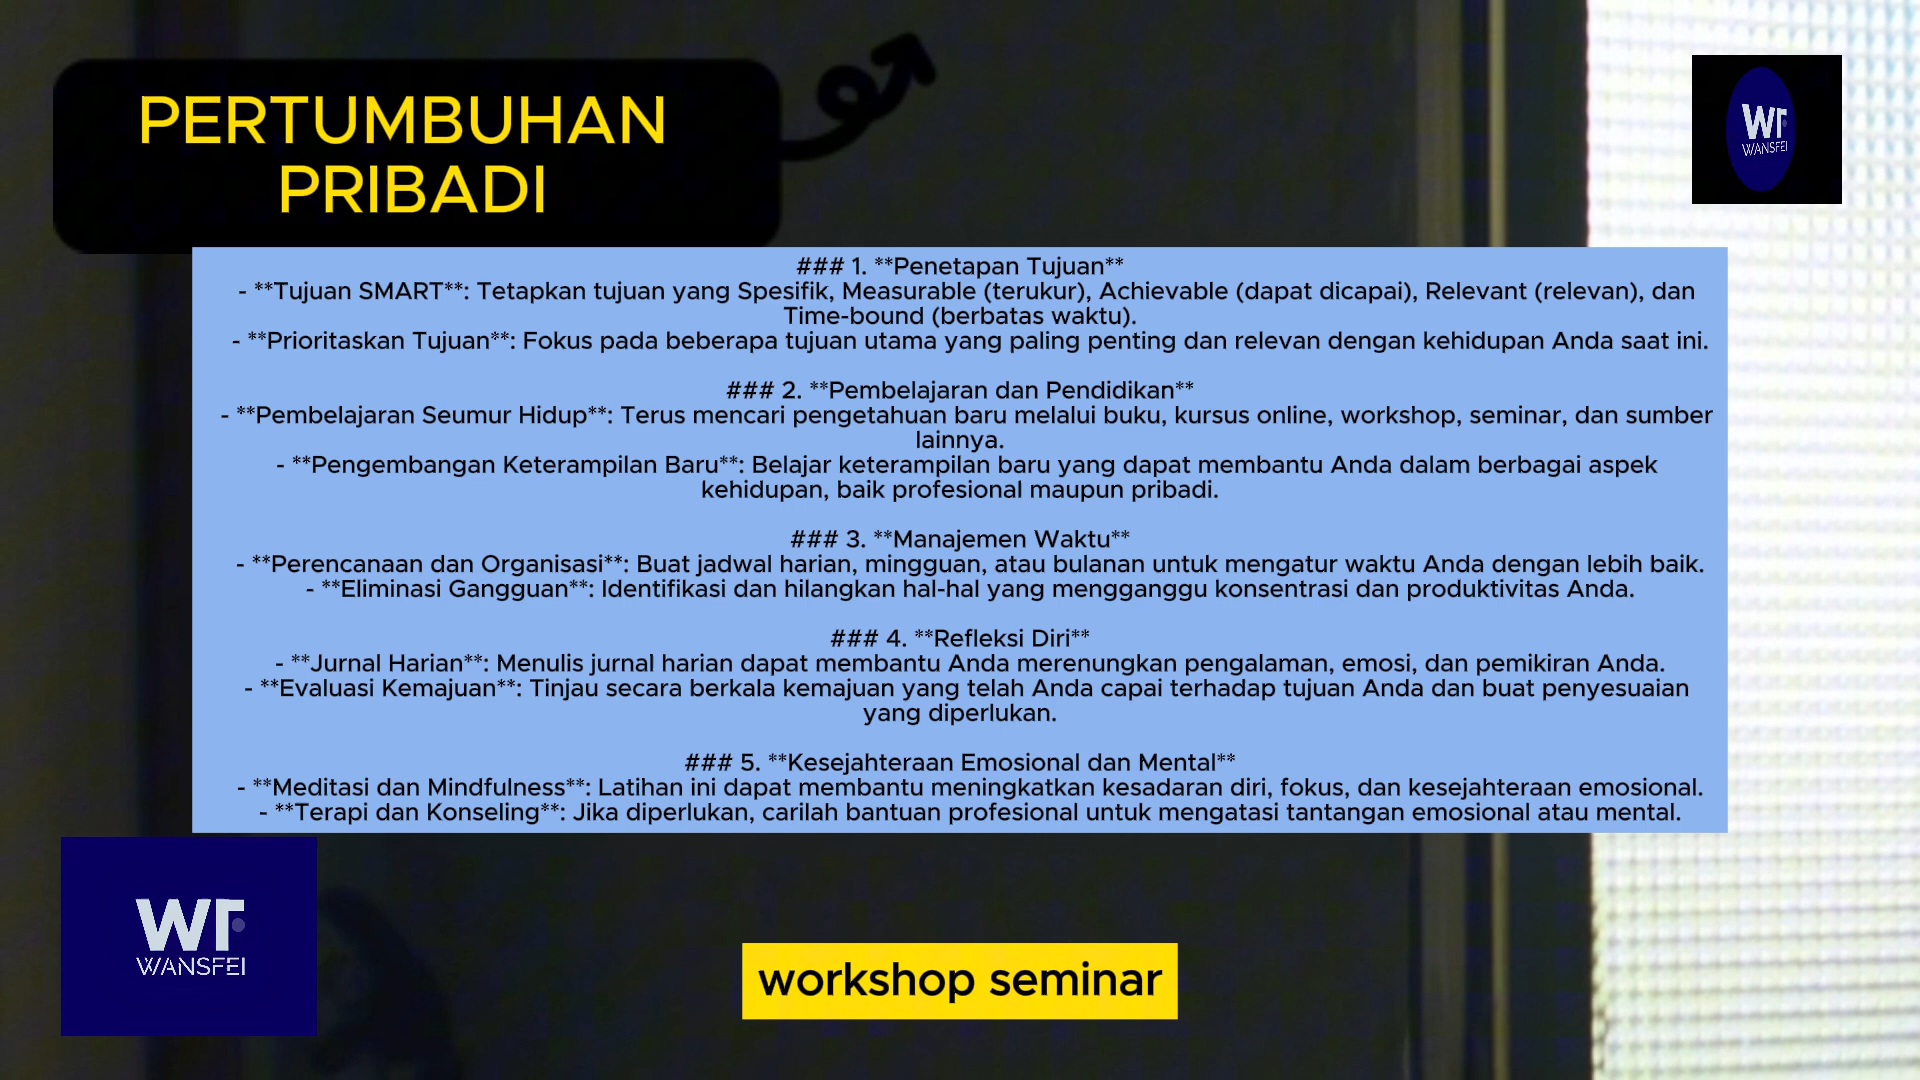 PERTUMBUHAN
PRIBADI
WF
WANSFEI
### 1. **Penetapan Tujuan**
- **Tujuan SMART**: Tetapkan tujuan yang Spesifik, Measurable (terukur), Achievable (dapat dicapai), Relevant (relevan), dan
Time-bound (berbatas waktu).
- **Prioritaskan Tujuan**: Fokus pada beberapa tujuan utama yang paling penting dan relevan dengan kehidupan Anda saat ini.
### 2. **Pembelajaran dan Pendidikan**
- **Pembelajaran Seumur Hidup**: Terus mencari pengetahuan baru melalui buku, kursus online, workshop, seminar, dan sumber
lainnya.
- **Pengembangan Keterampilan Baru**: Belajar keterampilan baru yang dapat membantu Anda dalam berbagai aspek
kehidupan, baik profesional maupun pribadi.
### 3. **Manajemen Waktu**
- **Perencanaan dan Organisasi**: Buat jadwal harian, mingguan, atau bulanan untuk mengatur waktu Anda dengan lebih baik.
- **Eliminasi Gangguan**: Identifikasi dan hilangkan hal-hal yang mengganggu konsentrasi dan produktivitas Anda.
### 4. **Refleksi Diri**
- **Jurnal Harian**: Menulis jurnal harian dapat membantu Anda merenungkan pengalaman, emosi, dan pemikiran Anda.
- **Evaluasi Kemajuan**: Tinjau secara berkala kemajuan yang telah Anda capai terhadap tujuan Anda dan buat penyesuaian
yang diperlukan.
### 5. **Kesejahteraan Emosional dan Mental**
- **Meditasi dan Mindfulness**: Latihan ini dapat membantu meningkatkan kesadaran diri, fokus, dan kesejahteraan emosional.
- **Terapi dan Konseling**: Jika diperlukan, carilah bantuan profesional untuk mengatasi tantangan emosional atau mental.
WF
WANSFEI
workshop seminar